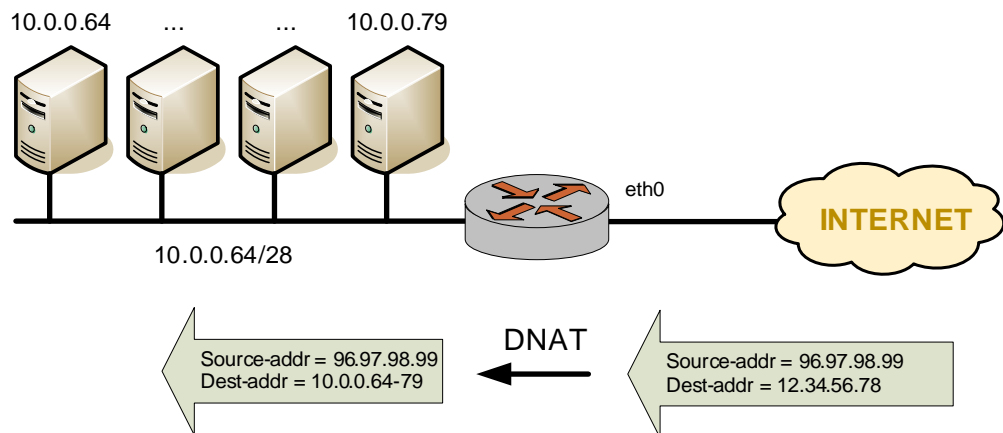 10.0.0.64 ... ... 10.0.0.79
eth0
INTERNET
10.0.0.64/28
DNAT
Source-addr = 96.97.98.99
Dest-addr = 10.0.0.64-79
Source-addr = 96.97.98.99
Dest-addr = 12.34.56.78